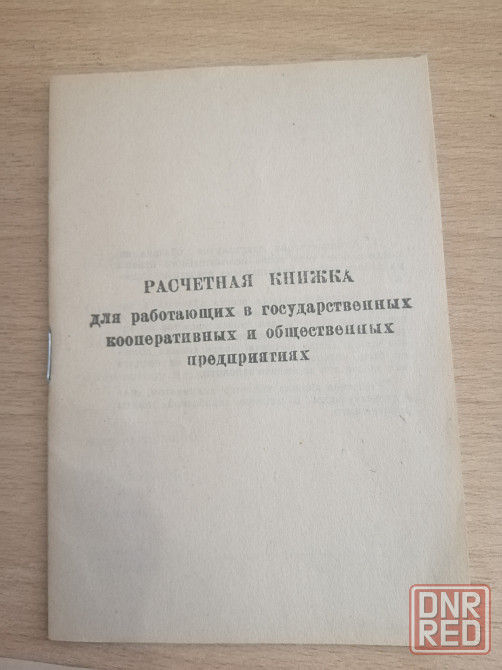 РАСЧЕТНАЯ КНИЖКА
для работающих в государственных
кооперативных и общественных
предприятиях
DNR
RED